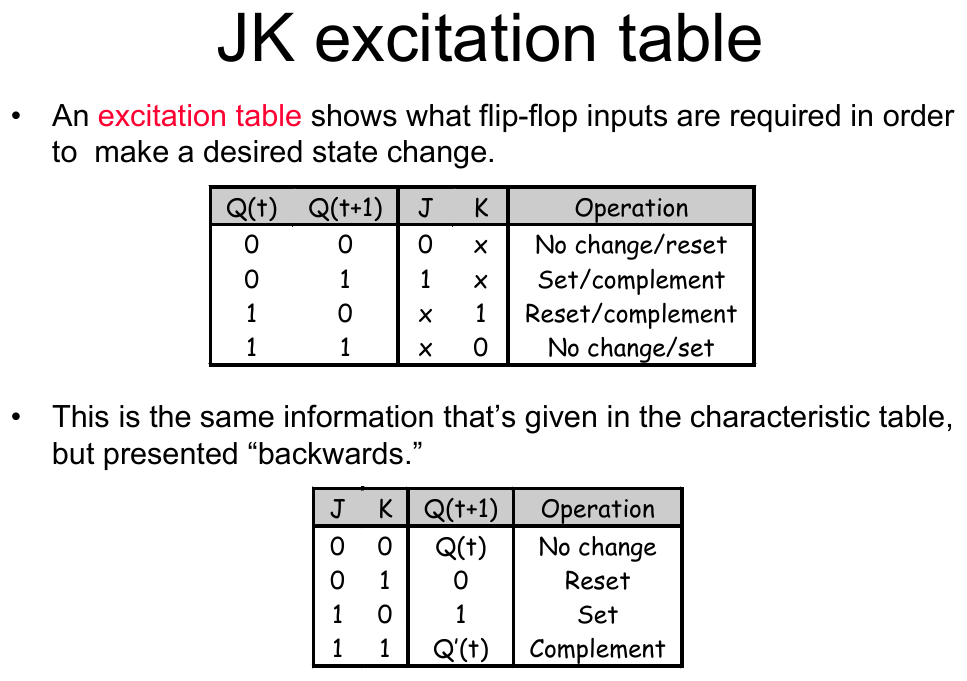 JK excitation table
• An excitation table shows what flip-flop inputs are required in order
to make a desired state change.
Q(t) Q(t+1) J K Operation
0 0 0 x No change/reset
0 1 1 x Set/complement
1 0 x 1 Reset/complement
1 1 x 0 No change/set
• This is the same information that’s given in the characteristic table,
but presented “backwards.”
J K Q(t+1) Operation
0 0 Q(t) No change
0 1 0 Reset
1 0 1 Set
1 1 Q’(t) Complement